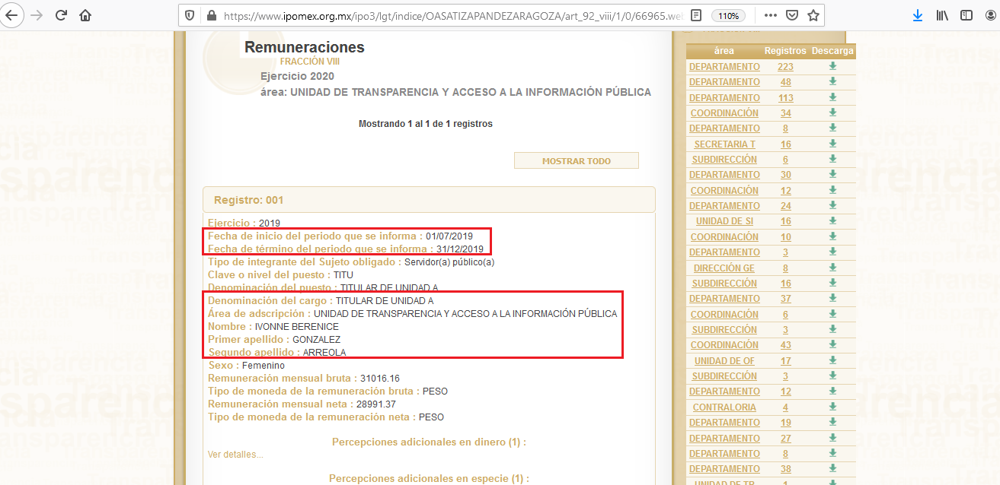 https://www.ipomex.org.mx/ipo3/lgt/indice/OASATIZAPANDEZARAGOZA/art_92_viii/1/0/66965.we
110%
Remuneraciones
FRACCIÓN VIII
Ejercicio 2020
área: UNIDAD DE TRANSPARENCIA Y ACCESO A LA INFORMACIÓN PÚBLICA
Mostrando 1 al 1 de 1 registros
MOSTRAR TODO
Registro: 001
Ejercicio : 2019
Fecha de inicio del periodo que se informa : 01/07/2019
Fecha de término del periodo que se informa : 31/12/2019
Tipo de integrante del Sujeto obligado : Servidor(a) público(a)
Clave o nivel del puesto : TITU
Denominación del puesto : TITULAR DE UNIDAD A
Denominación del cargo : TITULAR DE UNIDAD A
Área de adscripción : UNIDAD DE TRANSPARENCIA Y ACCESO A LA INFORMACIÓN PÚBLICA
Nombre : IVONNE BERENICE
Primer apellido : GONZALEZ
Segundo apellido : ARREOLA
Sexo : Femenino
Remuneración mensual bruta : 31016.16
Tipo de moneda de la remuneración bruta : PESO
Remuneración mensual neta : 28991.37
Tipo de moneda de la remuneración neta : PESO
Percepciones adicionales en dinero (1) :
Ver detalles...
Percepciones adicionales en especie (1) :
área Registros Descarga
DEPARTAMENTO 223
DEPARTAMENTO 48
DEPARTAMENTO 113
COORDINACIÓN 34
DEPARTAMENTO 8
SECRETARIA T 16
SUBDIRECCIÓN 6
DEPARTAMENTO 30
COORDINACIÓN 12
DEPARTAMENTO 24
UNIDAD DE SI 16
COORDINACIÓN 10
DEPARTAMENTO 3
DIRECCIÓN GE 8
SUBDIRECCIÓN 16
DEPARTAMENTO 37
COORDINACIÓN 6
SUBDIRECCIÓN 3
COORDINACIÓN 43
UNIDAD DE OF 17
SUBDIRECCIÓN 3
DEPARTAMENTO 12
CONTRALORIA 4
DEPARTAMENTO 19
DEPARTAMENTO 27
DEPARTAMENTO 8
DEPARTAMENTO 38
UNIDAD DE TR 1